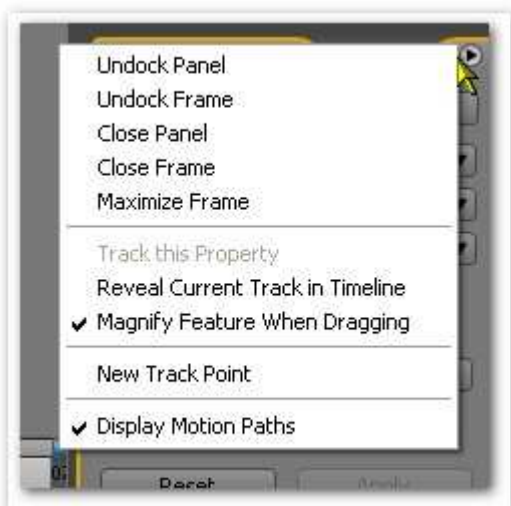 Undock Panel
Undock Frame
Close Panel
Close Frame
Maximize Frame
Track this Property
Reveal Current Track in Timeline
Magnify Feature When Dragging
New Track Point
Display Motion Paths
Reset
Apply